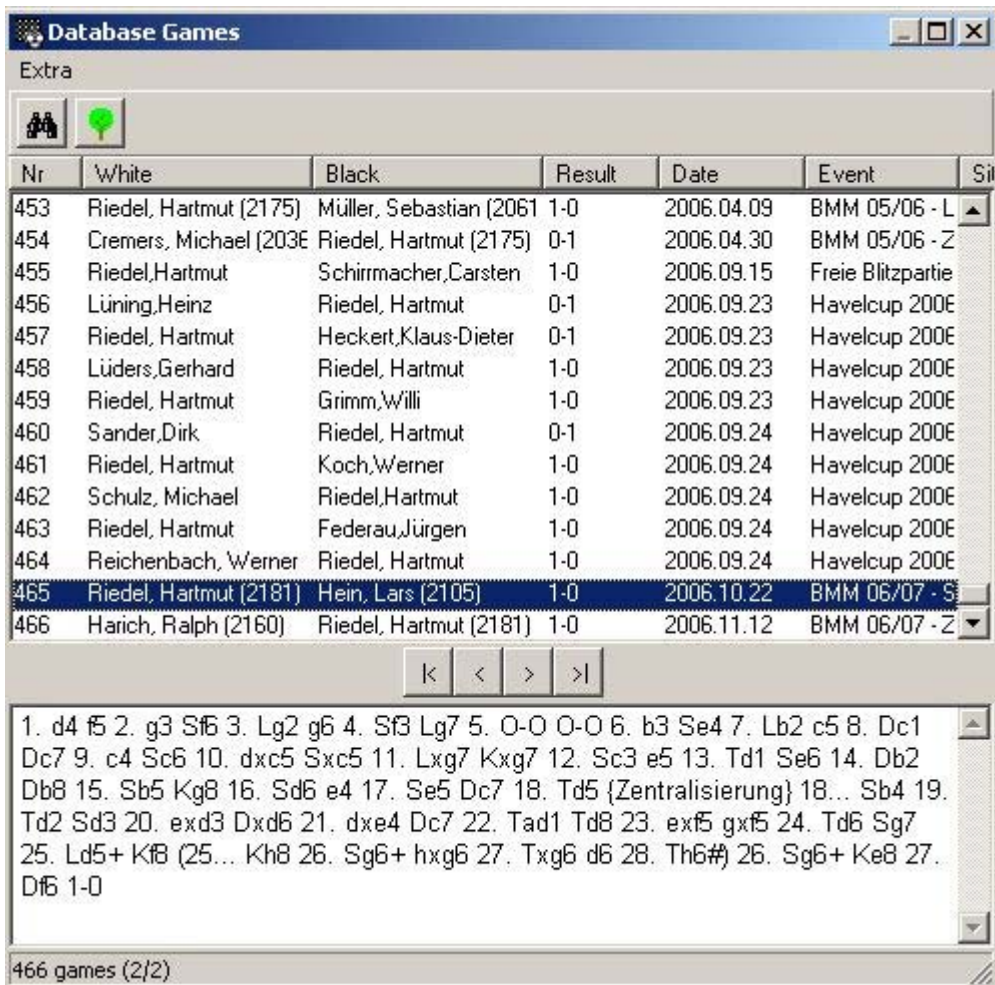 Database Games
Extra
Nr White Black Result Date Event Sit
453 Riedel, Hartmut (2175) Müller, Sebastian (2061 1-0 2006.04.09 BMM 05/06 - L
454 Cremers, Michael (2036 Riedel, Hartmut (2175) 0-1 2006.04.30 BMM 05/06 - Z
455 Riedel,Hartmut Schirrmacher,Carsten 1-0 2006.09.15 Freie Blitzpartie
456 Lüning,Heinz Riedel, Hartmut 0-1 2006.09.23 Havelcup 2006
457 Riedel, Hartmut Heckert,Klaus-Dieter 0-1 2006.09.23 Havelcup 2006
458 Lüders,Gerhard Riedel, Hartmut 1-0 2006.09.23 Havelcup 2006
459 Riedel, Hartmut Grimm,Willi 1-0 2006.09.23 Havelcup 2006
460 Sander,Dirk Riedel, Hartmut 0-1 2006.09.24 Havelcup 2006
461 Riedel, Hartmut Koch,Werner 1-0 2006.09.24 Havelcup 2006
462 Schulz, Michael Riedel,Hartmut 1-0 2006.09.24 Havelcup 2006
463 Riedel, Hartmut Federau,Jürgen 1-0 2006.09.24 Havelcup 2006
464 Reichenbach, Werner Riedel, Hartmut 1-0 2006.09.24 Havelcup 2006
465 Riedel, Hartmut (2181) Hein, Lars (2105) 1-0 2006.10.22 BMM 06/07 - S
466 Harich, Ralph (2160) Riedel, Hartmut (2181) 1-0 2006.11.12 BMM 06/07 - Z
|< < > >|
1. d4 f5 2. g3 Sf6 3. Lg2 g6 4. Sf3 Lg7 5. O-O O-O 6. b3 Se4 7. Lb2 c5 8. Dc1
Dc7 9. c4 Sc6 10. dxc5 Sxc5 11. Lxg7 Kxg7 12. Sc3 e5 13. Td1 Se6 14. Db2
Db8 15. Sb5 Kg8 16. Sd6 e4 17. Se5 Dc7 18. Td5 {Zentralisierung} 18... Sb4 19.
Td2 Sd3 20. exd3 Dxd6 21. dxe4 Dc7 22. Tad1 Td8 23. exf5 gxf5 24. Td6 Sg7
25. Ld5+ Kf8 (25... Kh8 26. Sg6+ hxg6 27. Txg6 d6 28. Th6#) 26. Sg6+ Ke8 27.
Df6 1-0
466 games (2/2)